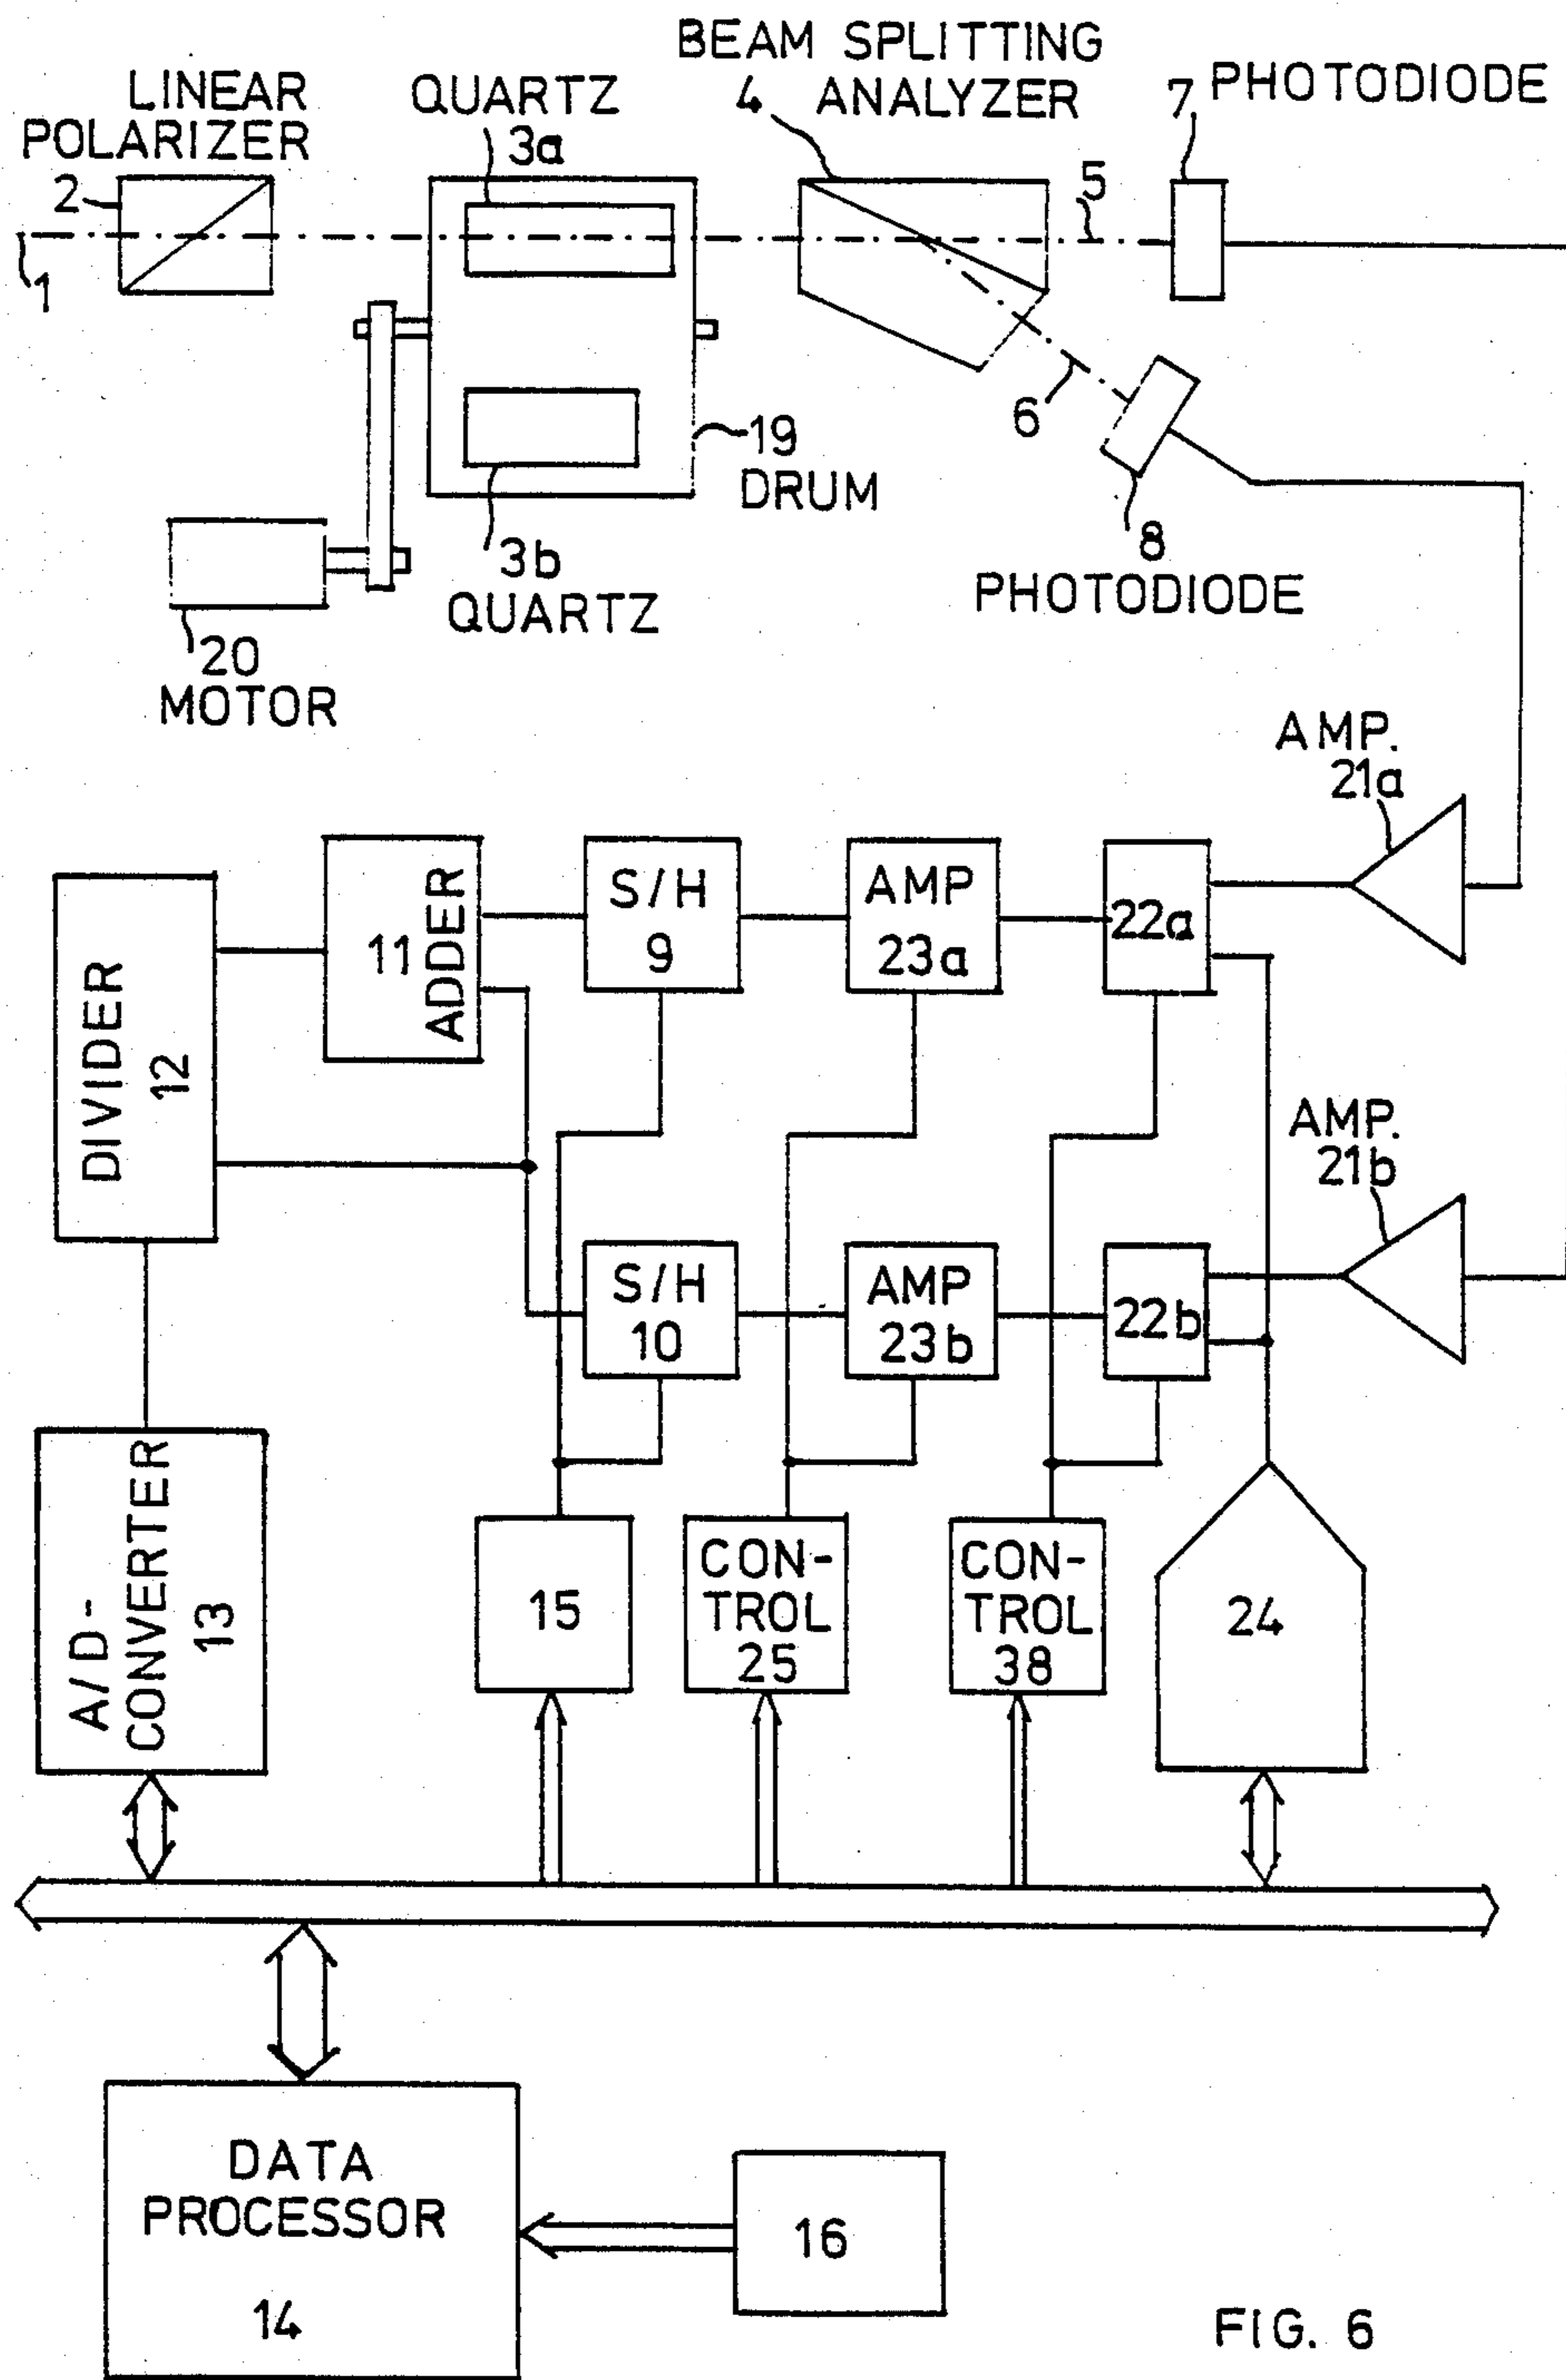 BEAM SPLITTING
4 ANALYZER
LINEAR
POLARIZER
2
QUARTZ
3a
7 PHOTODIODE
5
1
6
19
DRUM
3b
QUARTZ
8
PHOTODIODE
20
MOTOR
AMP.
21a
DIVIDER
12
11
ADDER
S/H
9
AMP
23a
22a
AMP.
21b
S/H
10
AMP
23b
22b
A/D-
CONVERTER
13
15
CON-
TROL
25
CON-
TROL
38
24
DATA
PROCESSOR
14
16
FIG. 6